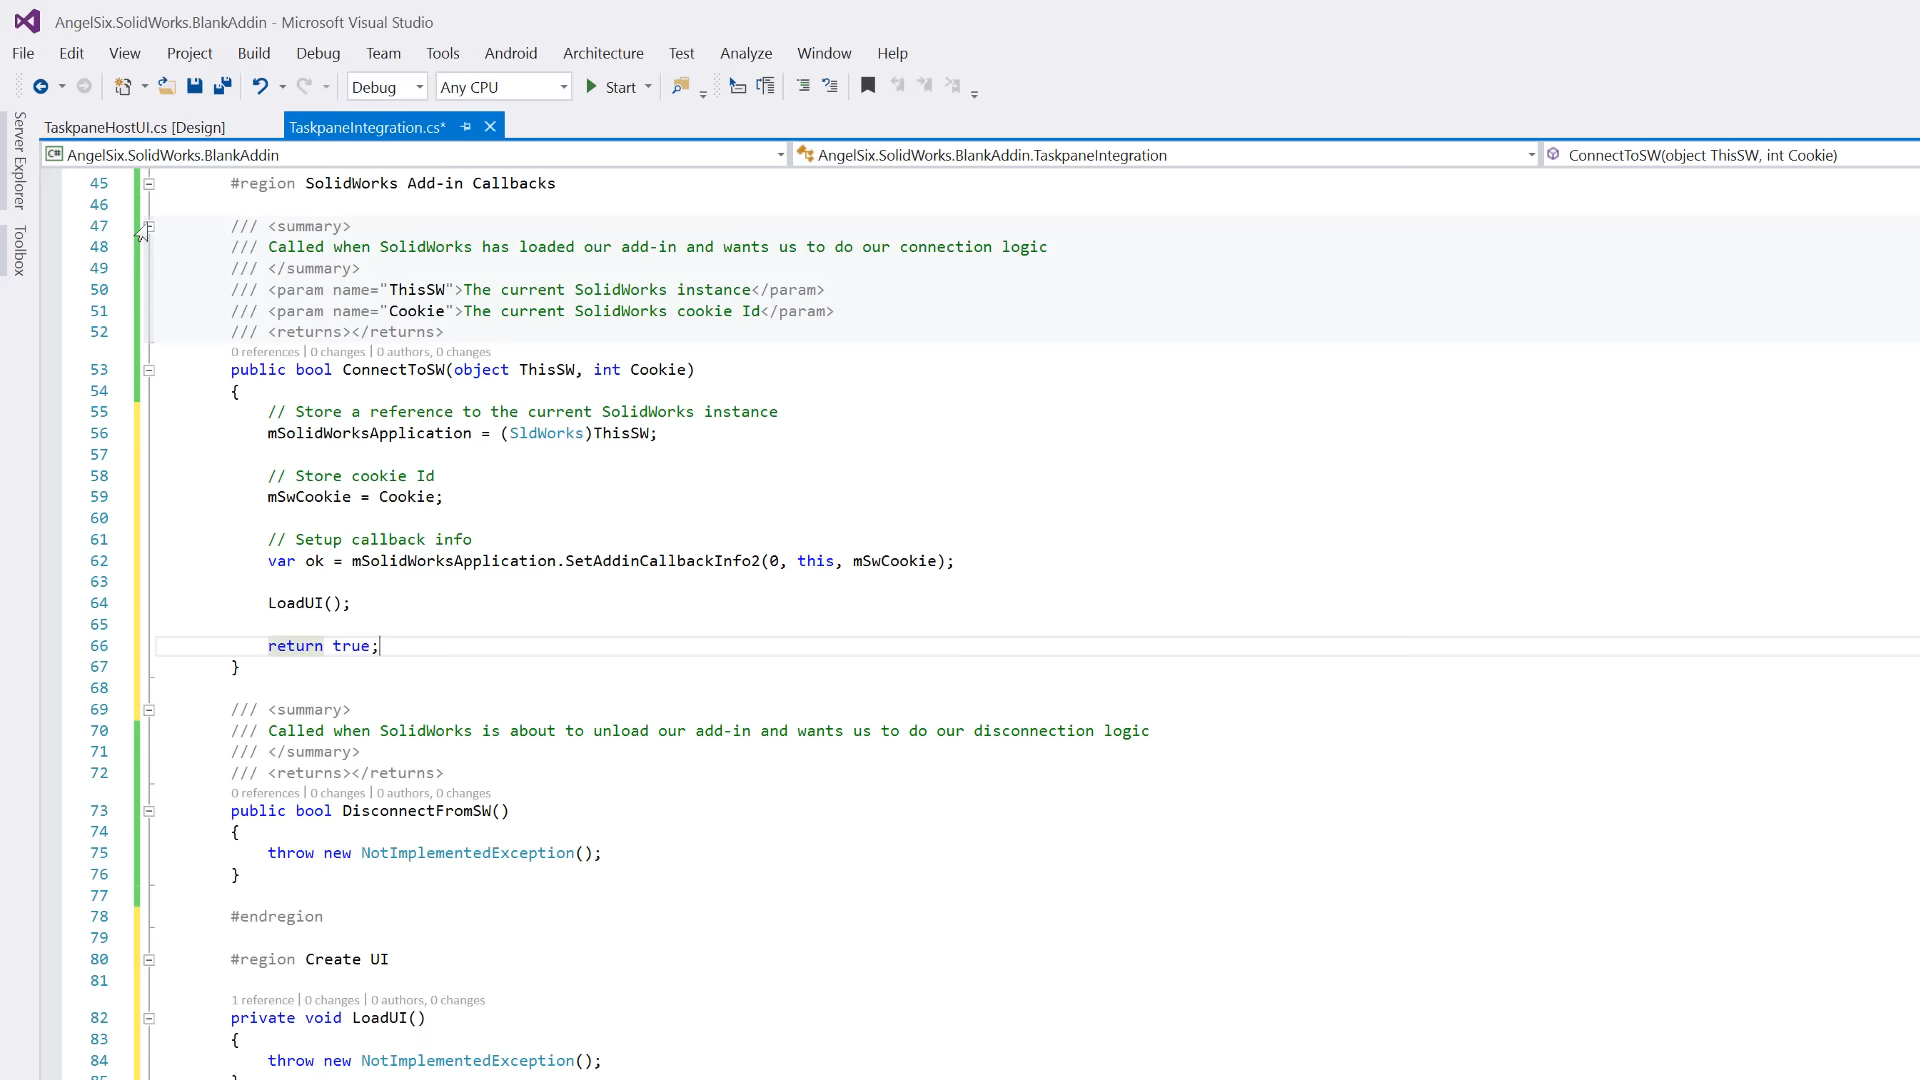 AngelSix.SolidWorks.BlankAddin - Microsoft Visual Studio
File Edit View Project Build Debug Team Tools Android Architecture Test Analyze Window Help
Debug Any CPU Start
Server Explorer
Toolbox
TaskpaneHostUI.cs [Design] TaskpaneIntegration.cs*
C# AngelSix.SolidWorks.BlankAddin AngelSix.SolidWorks.BlankAddin.TaskpaneIntegration ConnectToSW(object ThisSW, int Cookie)
45 #region SolidWorks Add-in Callbacks
46
47 /// <summary>
48 /// Called when SolidWorks has loaded our add-in and wants us to do our connection logic
49 /// </summary>
50 /// <param name="ThisSW">The current SolidWorks instance</param>
51 /// <param name="Cookie">The current SolidWorks cookie Id</param>
52 /// <returns></returns>
0 references | 0 changes | 0 authors, 0 changes
53 public bool ConnectToSW(object ThisSW, int Cookie)
54 {
55 // Store a reference to the current SolidWorks instance
56 mSolidWorksApplication = (SldWorks)ThisSW;
57
58 // Store cookie Id
59 mSwCookie = Cookie;
60
61 // Setup callback info
62 var ok = mSolidWorksApplication.SetAddinCallbackInfo2(0, this, mSwCookie);
63
64 LoadUI();
65
66 return true;
67 }
68
69 /// <summary>
70 /// Called when SolidWorks is about to unload our add-in and wants us to do our disconnection logic
71 /// </summary>
72 /// <returns></returns>
0 references | 0 changes | 0 authors, 0 changes
73 public bool DisconnectFromSW()
74 {
75 throw new NotImplementedException();
76 }
77
78 #endregion
79
80 #region Create UI
81
1 reference | 0 changes | 0 authors, 0 changes
82 private void LoadUI()
83 {
84 throw new NotImplementedException();
85 }